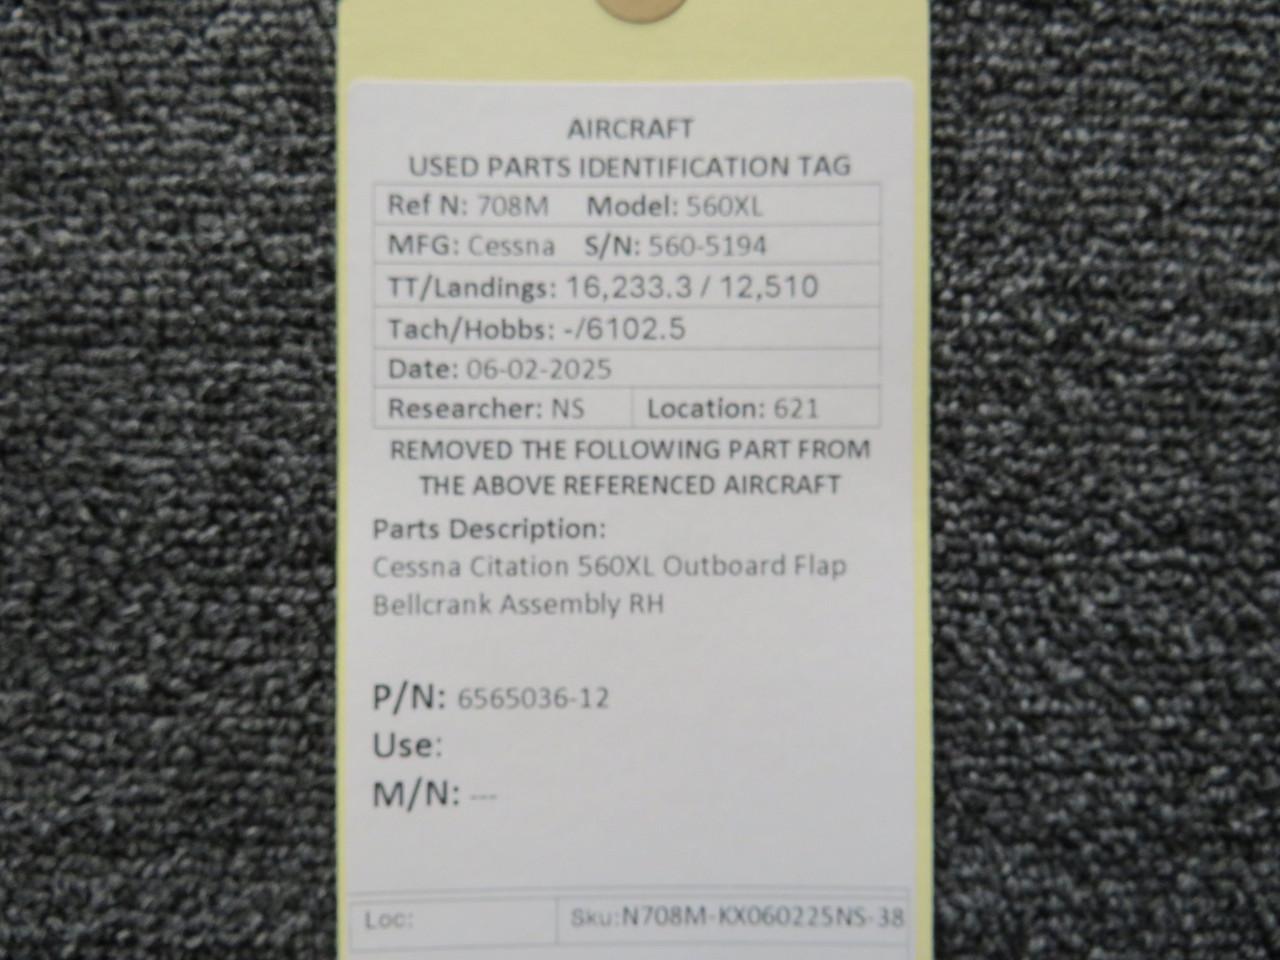 AIRCRAFT
USED PARTS IDENTIFICATION TAG
Ref N: 708M Model: 560XL
MFG: Cessna S/N: 560-5194
TT/Landings: 16,233.3 / 12,510
Tach/Hobbs: -/6102.5
Date: 06-02-2025
Researcher: NS Location: 621
REMOVED THE FOLLOWING PART FROM
THE ABOVE REFERENCED AIRCRAFT
Parts Description:
Cessna Citation 560XL Outboard Flap
Bellcrank Assembly RH
P/N: 6565036-12
Use:
M/N: ---
Loc: Sku:N708M-KX060225NS-38